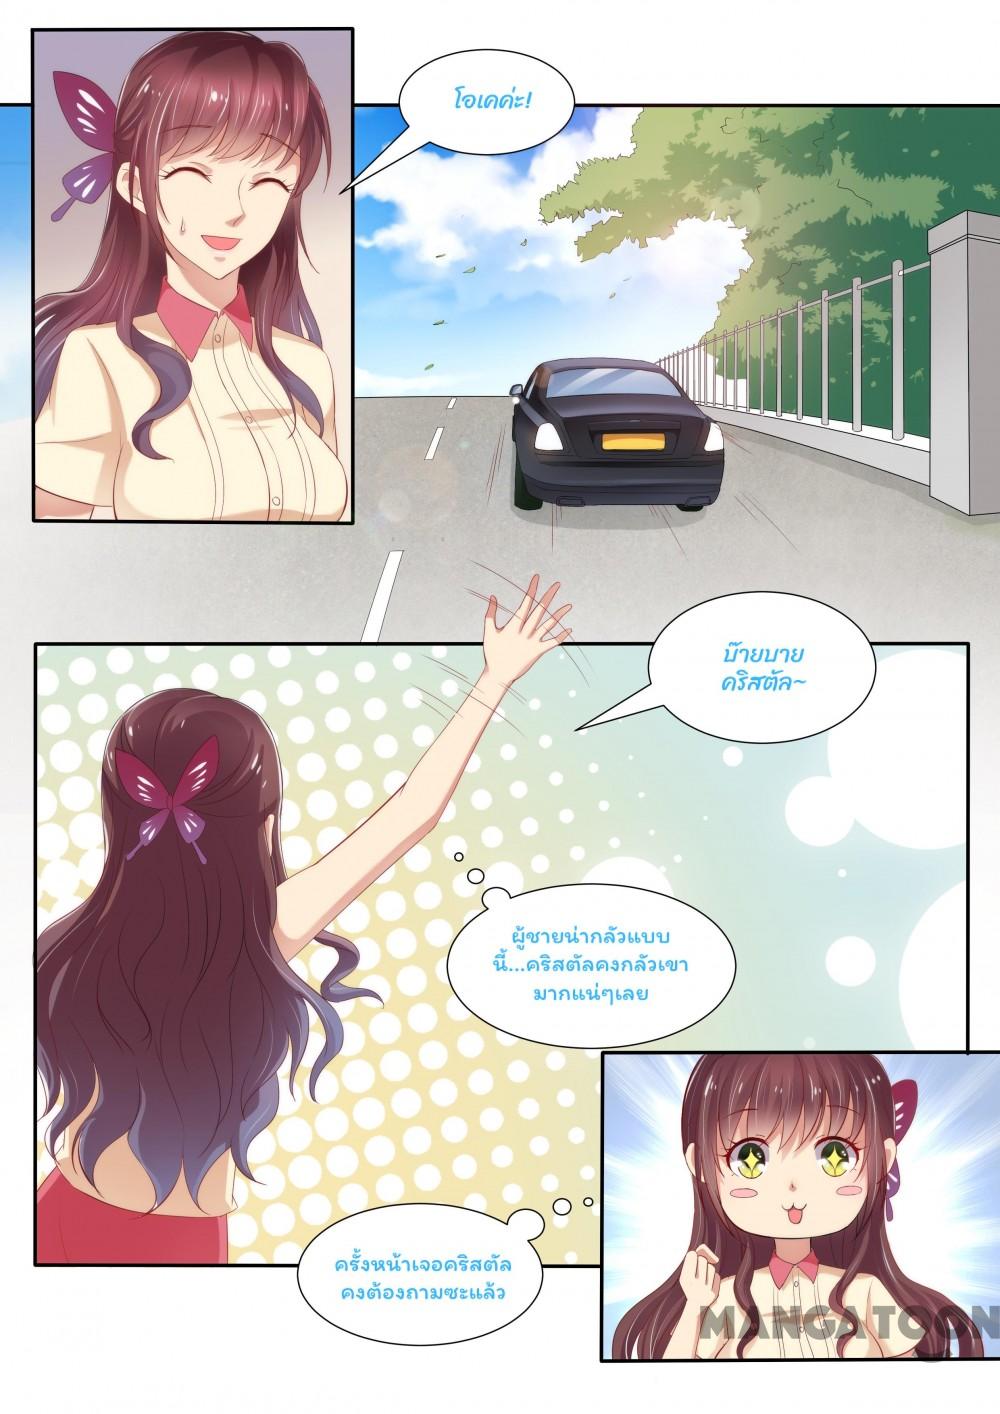 โอเคค่ะ!
บ๊ายบาย
คริสตัล~
ผู้ชายน่ากลัวแบบ
นี้...คริสตัลคงกลัวเขา
มากแน่ๆเลย
ครั้งหน้าเจอคริสตัล
คงต้องถามซะแล้ว
MANGATOON